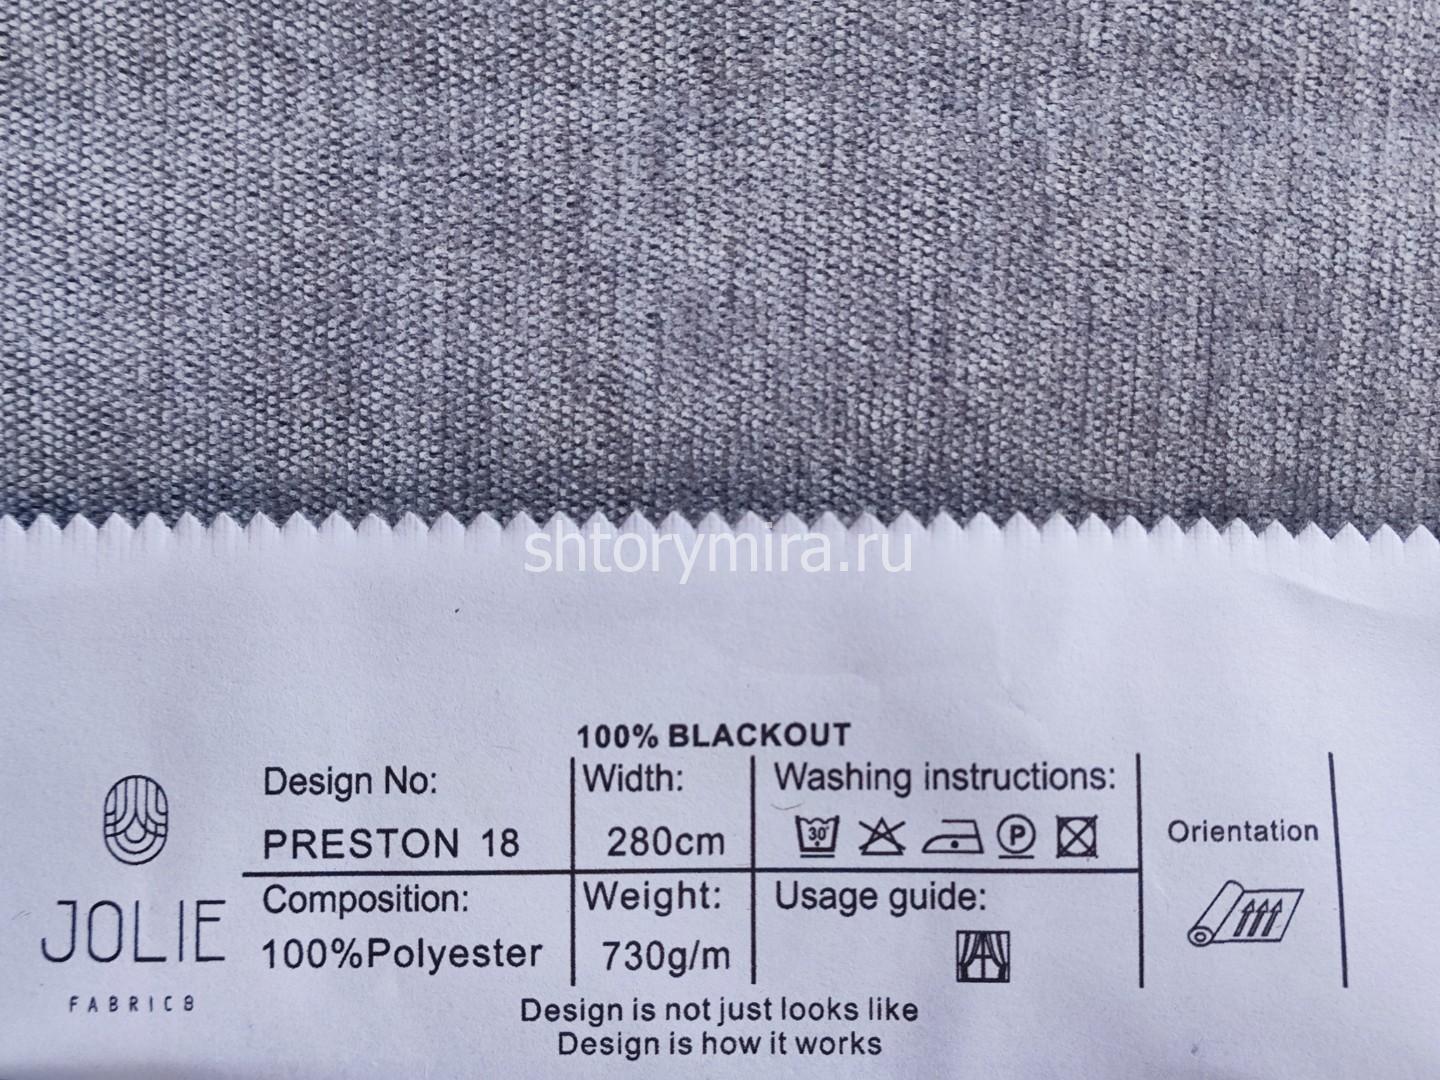 shtorymira.ru
100% BLACKOUT
Design No:
PRESTON 18
Width:
280cm
Washing instructions:
30°
P
Orientation
Composition:
100%Polyester
Weight:
730g/m
Usage guide:
JOLIE
FABRICS
Design is not just looks like
Design is how it works